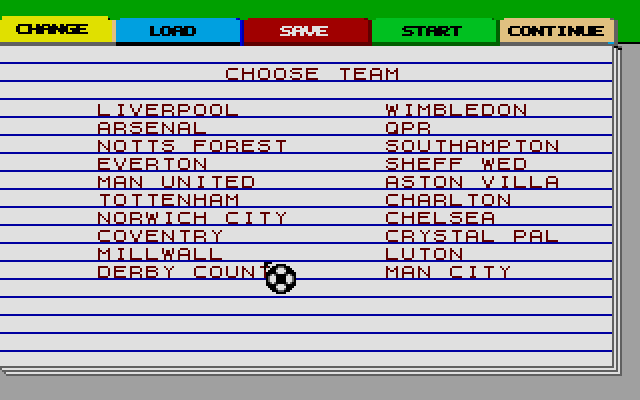 CHANGE LOAD SAVE START CONTINUE
CHOOSE TEAM
LIVERPOOL WIMBLEDON
ARSENAL QPR
NOTTS FOREST SOUTHAMPTON
EVERTON SHEFF WED
MAN UNITED ASTON VILLA
TOTTENHAM CHARLTON
NORWICH CITY CHELSEA
COVENTRY CRYSTAL PAL
MILLWALL LUTON
DERBY COUNT MAN CITY